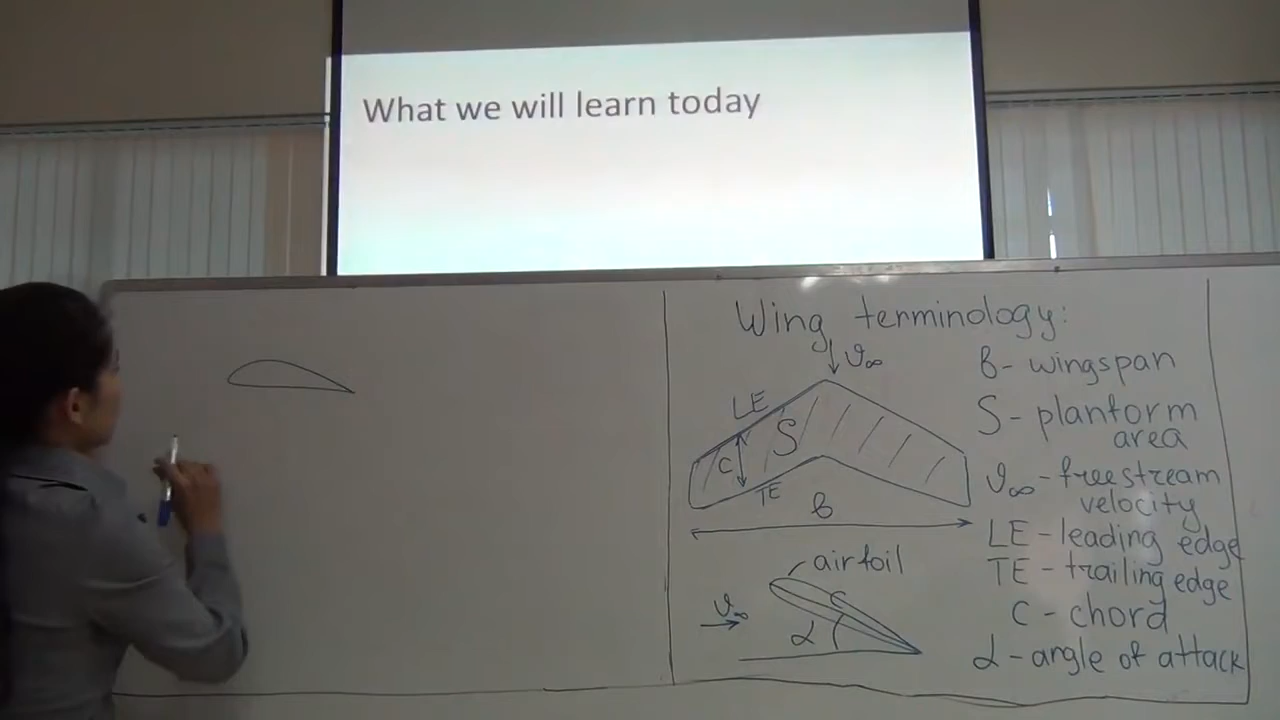 What we will learn today
Wing terminology:
ϑ∞
LE
S
C
TE
b
b - wingspan
S - planform
area
ϑ∞ - freestream
velocity
LE - leading edge
TE - trailing edge
C - chord
α - angle of attack
airfoil
ϑ∞
C
α